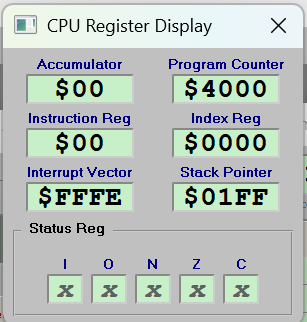 CPU Register Display
Accumulator Program Counter
$00 $4000
Instruction Reg Index Reg
$00 $0000
Interrupt Vector Stack Pointer
$FFFE $01FF
Status Reg
I O N Z C
x x x x x